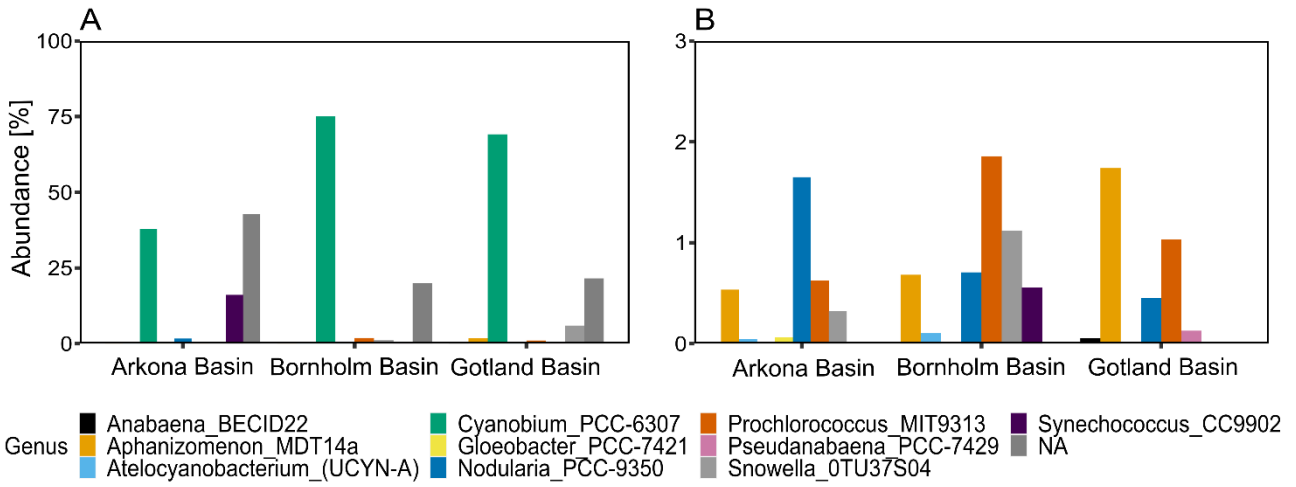 A
B
100
75
50
25
0
Abundance [%]
Arkona Basin Bornholm Basin Gotland Basin
3
2
1
0
Arkona Basin Bornholm Basin Gotland Basin
Genus
Anabaena_BECID22
Aphanizomenon_MDT14a
Atelocyanobacterium_(UCYN-A)
Cyanobium_PCC-6307
Gloeobacter_PCC-7421
Nodularia_PCC-9350
Prochlorococcus_MIT9313
Pseudanabaena_PCC-7429
Snowella_0TU37S04
Synechococcus_CC9902
NA